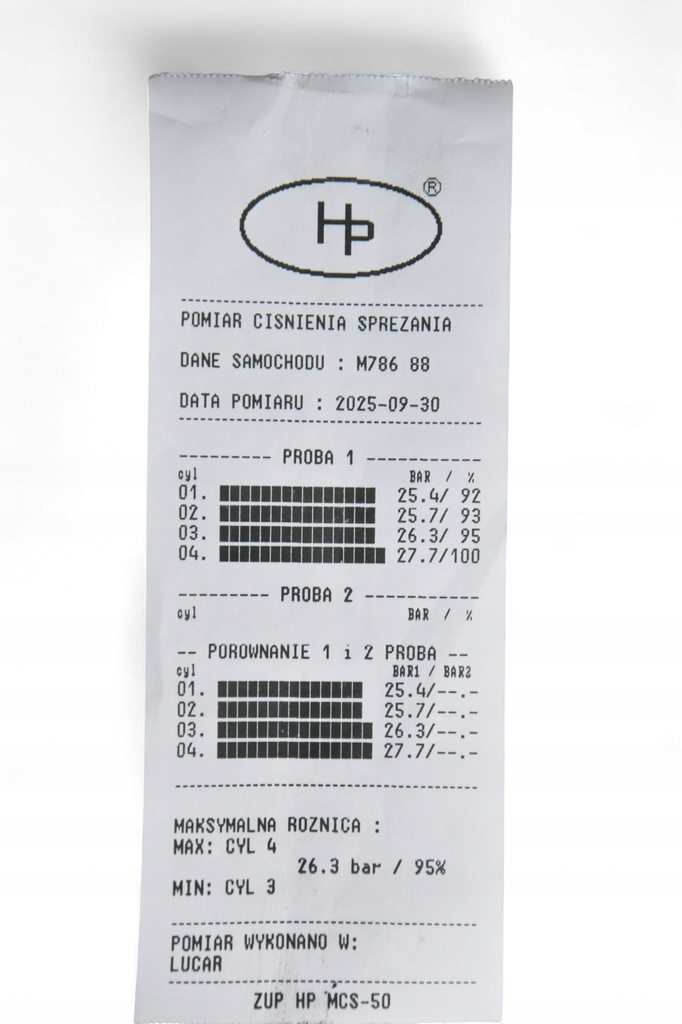 HP ®
POMIAR CISNIENIA SPREZANIA
DANE SAMOCHODU : M786 88
DATA POMIARU : 2025-09-30
--------- PROBA 1 -----------
cyl BAR / %
01. 25.4/ 92
02. 25.7/ 93
03. 26.3/ 95
04. 27.7/100
--------- PROBA 2 -----------
cyl BAR / %
-- POROWNANIE 1 i 2 PROBA --
cyl BAR1 / BAR2
01. 25.4/--.-
02. 25.7/--.-
03. 26.3/--.-
04. 27.7/--.-
MAKSYMALNA ROZNICA :
MAX: CYL 4
26.3 bar / 95%
MIN: CYL 3
POMIAR WYKONANO W:
LUCAR
ZUP HP MCS-50